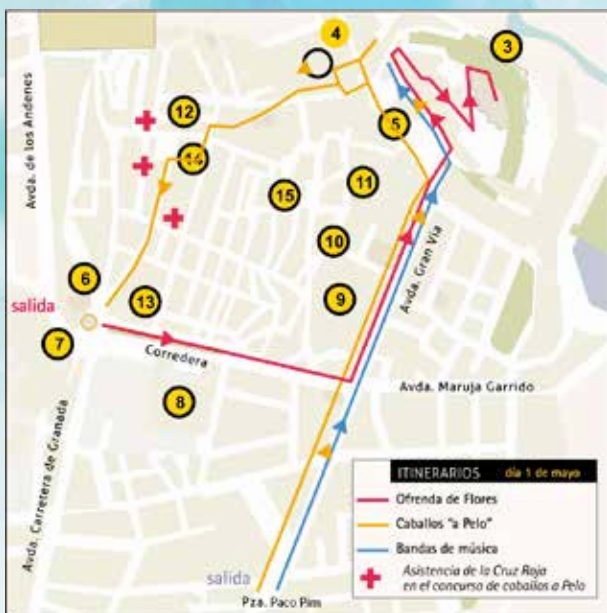 4
3
Avda. de los Andenes
12
5
14
11
15
10
6
salida
13
9
Avda. Gran Vía
7
Corredera
8
Avda. Maruja Garrido
Avda. Carretera de Granada
ITINERARIOS día 1 de mayo
Ofrenda de Flores
Caballos "a Pelo"
Bandas de música
Asistencia de la Cruz Roja
en el concurso de caballos a Pelo
salida
Pza. Paco Pim